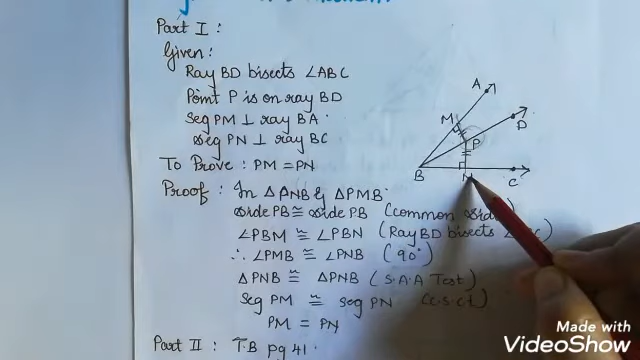 Part I :
Given :
Ray BD bisects ∠ABC
Point P is on ray BD
seg PM ⊥ ray BA
seg PN ⊥ ray BC
To Prove : PM = PN
Proof : In ΔPNB & ΔPMB
side PB ≅ side PB (common side)
∠PBM ≅ ∠PBN (Ray BD bisects ∠ BC)
∴ ∠PMB ≅ ∠PNB (90°)
ΔPNB ≅ ΔPNB (S.A.A Test)
seg PM ≅ seg PN (c.s.c.t)
PM = PN
Part II : T.B pg 41.
A
M
D
P
B
C
Made with
VideoShow